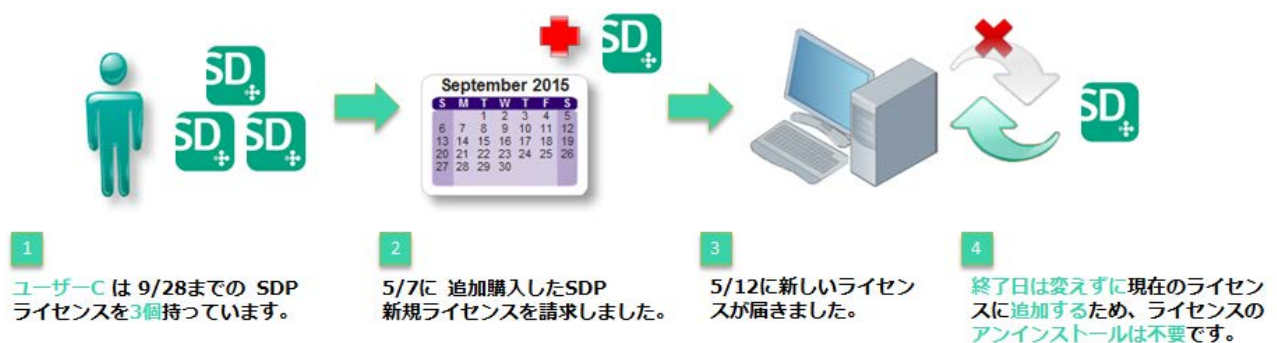 SD
SD SD
SD
September 2015
S M T W T F S
1 2 3 4 5
6 7 8 9 10 11 12
13 14 15 16 17 18 19
20 21 22 23 24 25 26
27 28 29 30
SD
1
ユーザーC は 9/28までの SDP
ライセンスを3個持っています。
2
5/7に 追加購入したSDP
新規ライセンスを請求しました。
3
5/12に新しいライセン
スが届きました。
4
終了日は変えずに現在のライセン
スに追加するため、ライセンスの
アンインストールは不要です。